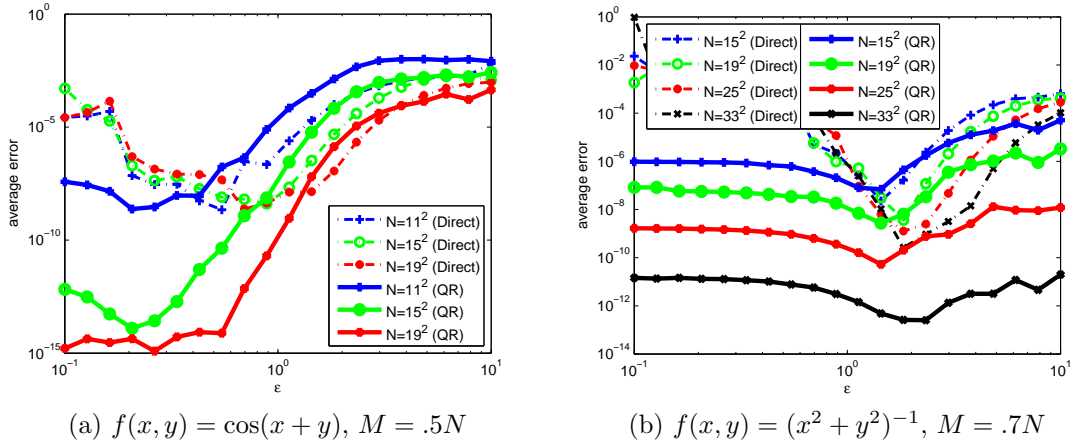 average error
10^0
10^{-5}
10^{-10}
10^{-15}
10^{-1}
10^0
10^1
ε
N=11^2 (Direct)
N=15^2 (Direct)
N=19^2 (Direct)
N=11^2 (QR)
N=15^2 (QR)
N=19^2 (QR)
(a) f(x, y) = cos(x + y), M = .5N
average error
10^0
10^{-2}
10^{-4}
10^{-6}
10^{-8}
10^{-10}
10^{-12}
10^{-14}
10^{-1}
10^0
10^1
ε
N=15^2 (Direct)
N=19^2 (Direct)
N=25^2 (Direct)
N=33^2 (Direct)
N=15^2 (QR)
N=19^2 (QR)
N=25^2 (QR)
N=33^2 (QR)
(b) f(x, y) = (x^2 + y^2)^{-1}, M = .7N